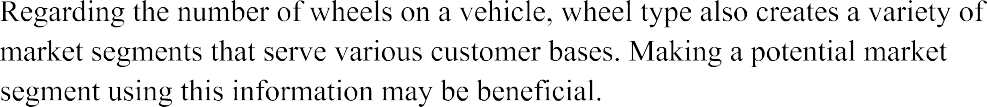 Regarding the number of wheels on a vehicle, wheel type also creates a variety of
market segments that serve various customer bases. Making a potential market
segment using this information may be beneficial.